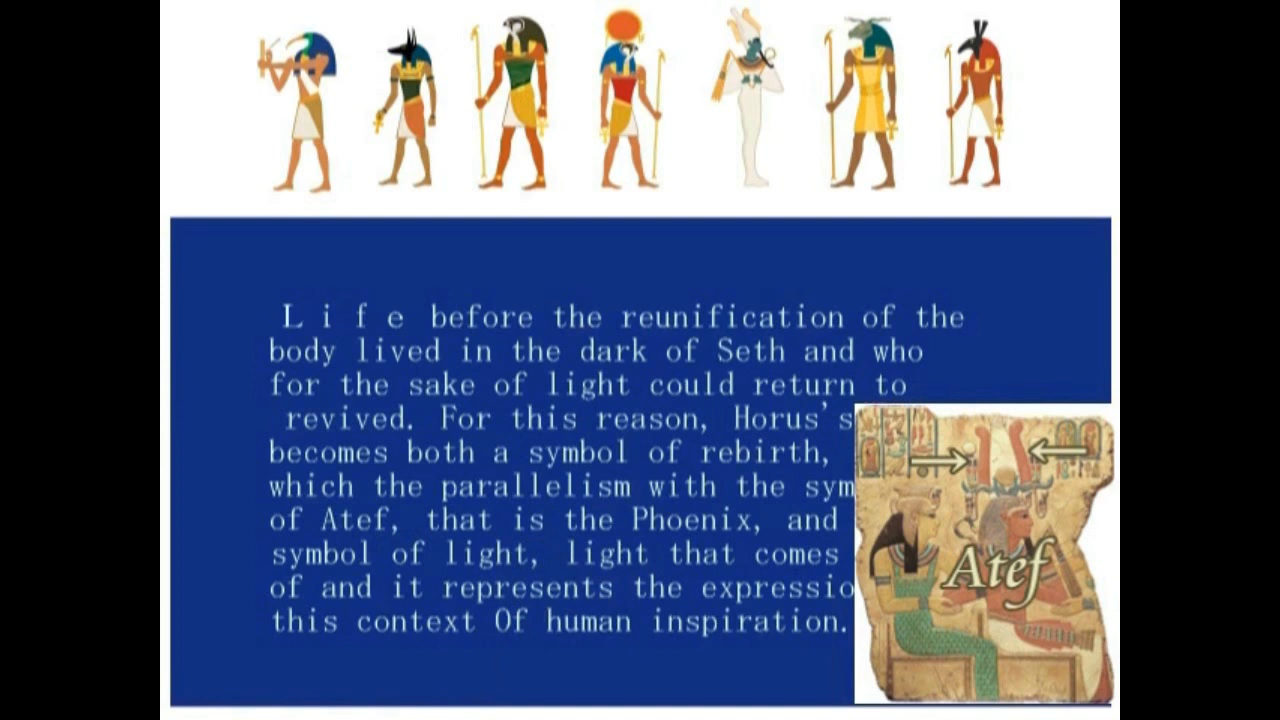 L i f e before the reunification of the
body lived in the dark of Seth and who
for the sake of light could return to
revived. For this reason, Horus's
becomes both a symbol of rebirth,
which the parallelism with the sym
of Atef, that is the Phoenix, and
symbol of light, light that comes
of and it represents the expressio
this context Of human inspiration.
Atef